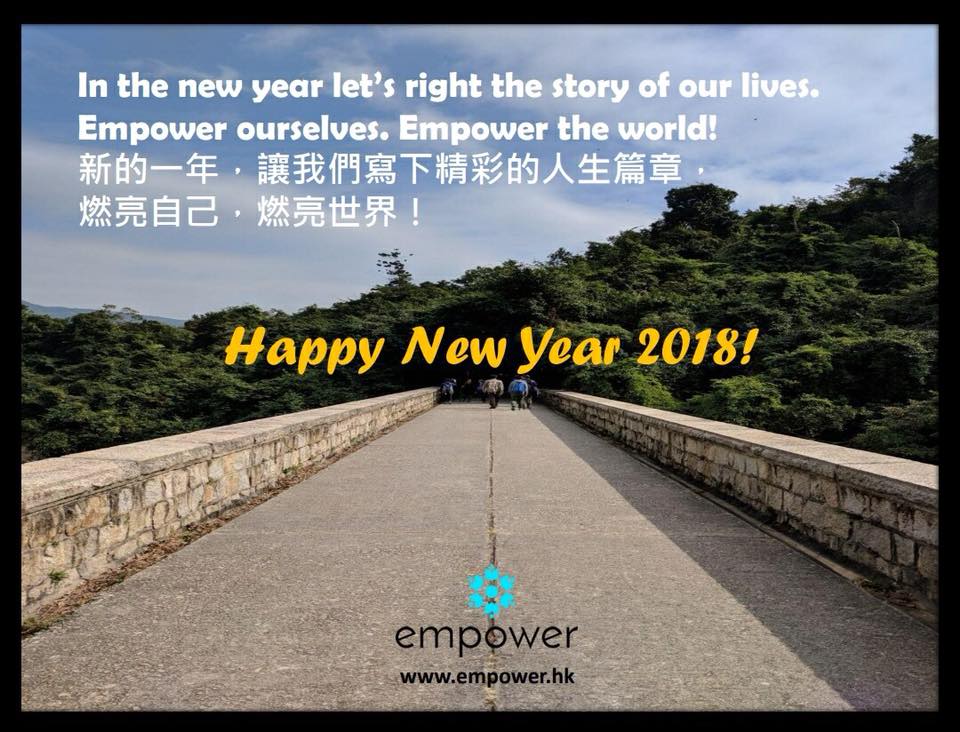 In the new year let's right the story of our lives.
Empower ourselves. Empower the world!
新的一年，讓我們寫下精彩的人生篇章，
燃亮自己，燃亮世界！
Happy New Year 2018!
empower
www.empower.hk